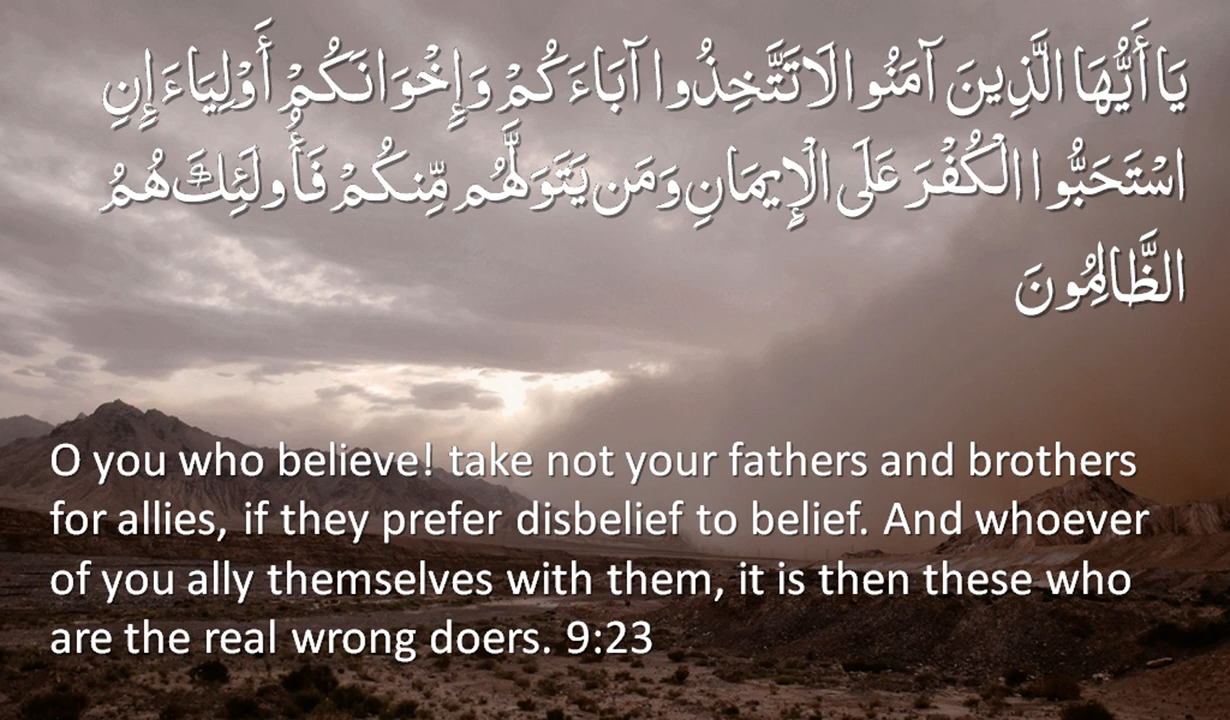 يَا أَيُّهَا الَّذِينَ آمَنُوا لَا تَتَّخِذُوا آبَاءَكُمْ وَإِخْوَانَكُمْ أَوْلِيَاءَ إِنِ
اسْتَحَبُّوا الْكُفْرَ عَلَى الْإِيمَانِ وَمَن يَتَوَلَّهُم مِّنكُمْ فَأُولَئِكَ هُمُ
الظَّالِمُونَ
O you who believe! take not your fathers and brothers
for allies, if they prefer disbelief to belief. And whoever
of you ally themselves with them, it is then these who
are the real wrong doers. 9:23